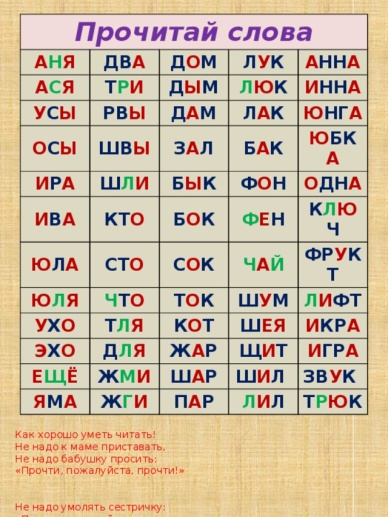 Прочитай слова
АНЯ ДВА ДОМ ЛУК АННА
АСЯ ТРИ ДЫМ ЛЮК ИННА
УСЫ РВЫ ДАМ ЛАК ЮНГА
ОСЫ ШВЫ ЗАЛ БАК ЮБК
А
ИРА ШЛИ БЫК ФОН ОДНА
ИВА КТО БОК ФЕН КЛЮ
Ч
ЮЛА СТО СОК ЧАЙ ФРУК
Т
ЮЛЯ ЧТО ТОК ШУМ ЛИФТ
УХО ТЛЯ КОТ ШЕЯ ИКРА
ЭХО ДЛЯ ЖАР ЩИТ ИГРА
ЕЩЁ ЖМИ ШАР ШИЛ ЗВУК
ЯМА ЖГИ ПАР ЛИЛ ТРЮК
Как хорошо уметь читать!
Не надо к маме приставать,
Не надо бабушку просить:
«Прочти, пожалуйста, прочти!»
Не надо умолять сестричку: